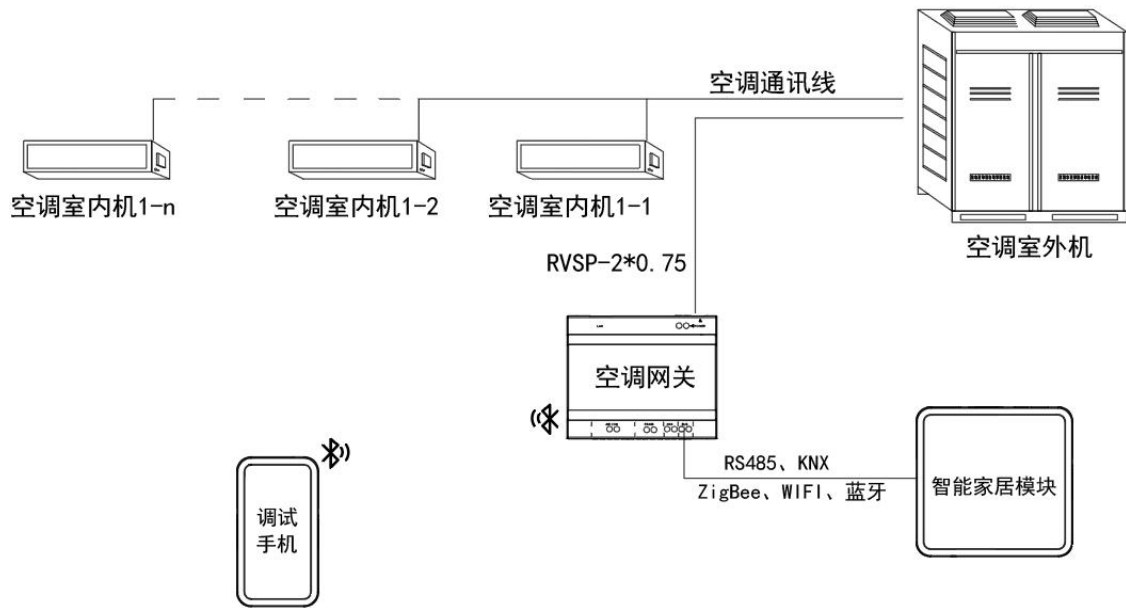 空调通讯线
空调室内机1-n
空调室内机1-2
空调室内机1-1
空调室外机
RVSP-2*0.75
空调网关
RS485、KNX
ZigBee、WIFI、蓝牙
智能家居模块
调试
手机